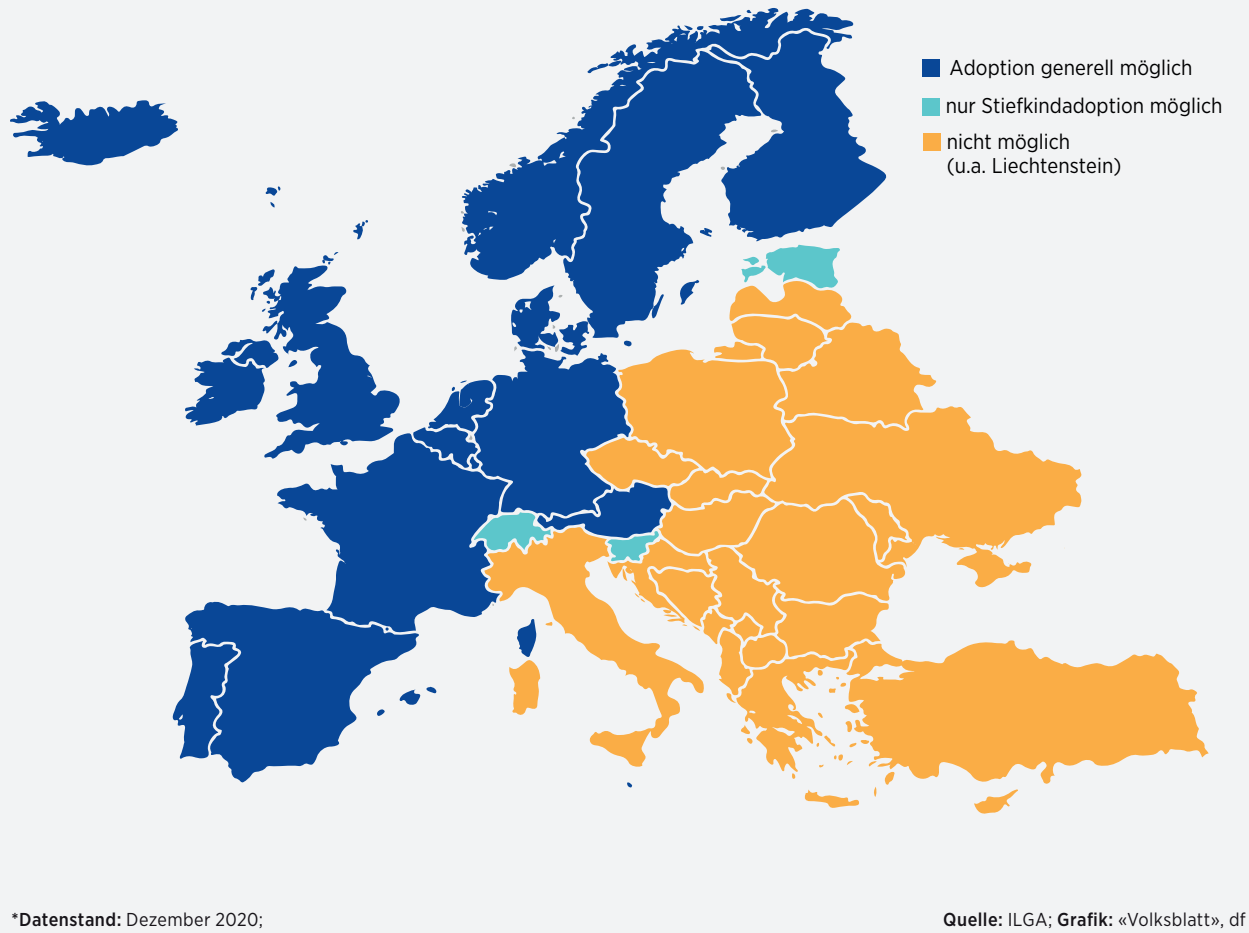 Adoption generell möglich
nur Stiefkindadoption möglich
nicht möglich
(u.a. Liechtenstein)
*Datenstand: Dezember 2020;
Quelle: ILGA; Grafik: «Volksblatt», df